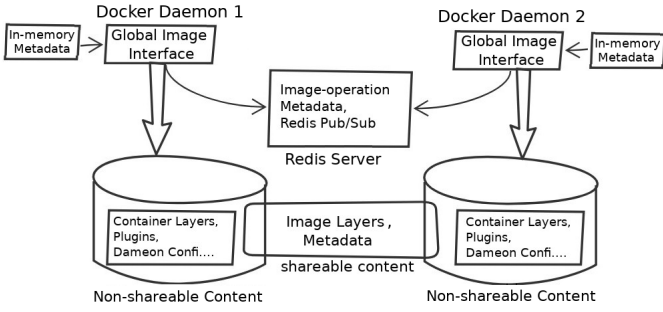 Docker Daemon 1
Docker Daemon 2
In-memory
Metadata
Global Image
Interface
Global Image
Interface
In-memory
Metadata
Image-operation
Metadata,
Redis Pub/Sub
Redis Server
Container Layers,
Plugins,
Dameon Confi....
Image Layers,
Metadata
shareable content
Container Layers,
Plugins,
Dameon Confi....
Non-shareable Content
Non-shareable Content